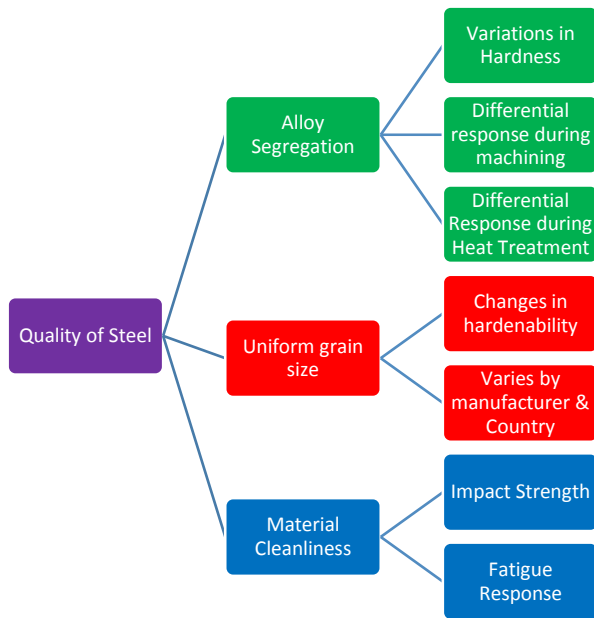 Quality of Steel
Alloy
Segregation
Variations in
Hardness
Differential
response during
machining
Differential
Response during
Heat Treatment
Uniform grain
size
Changes in
hardenability
Varies by
manufacturer &
Country
Material
Cleanliness
Impact Strength
Fatigue
Response